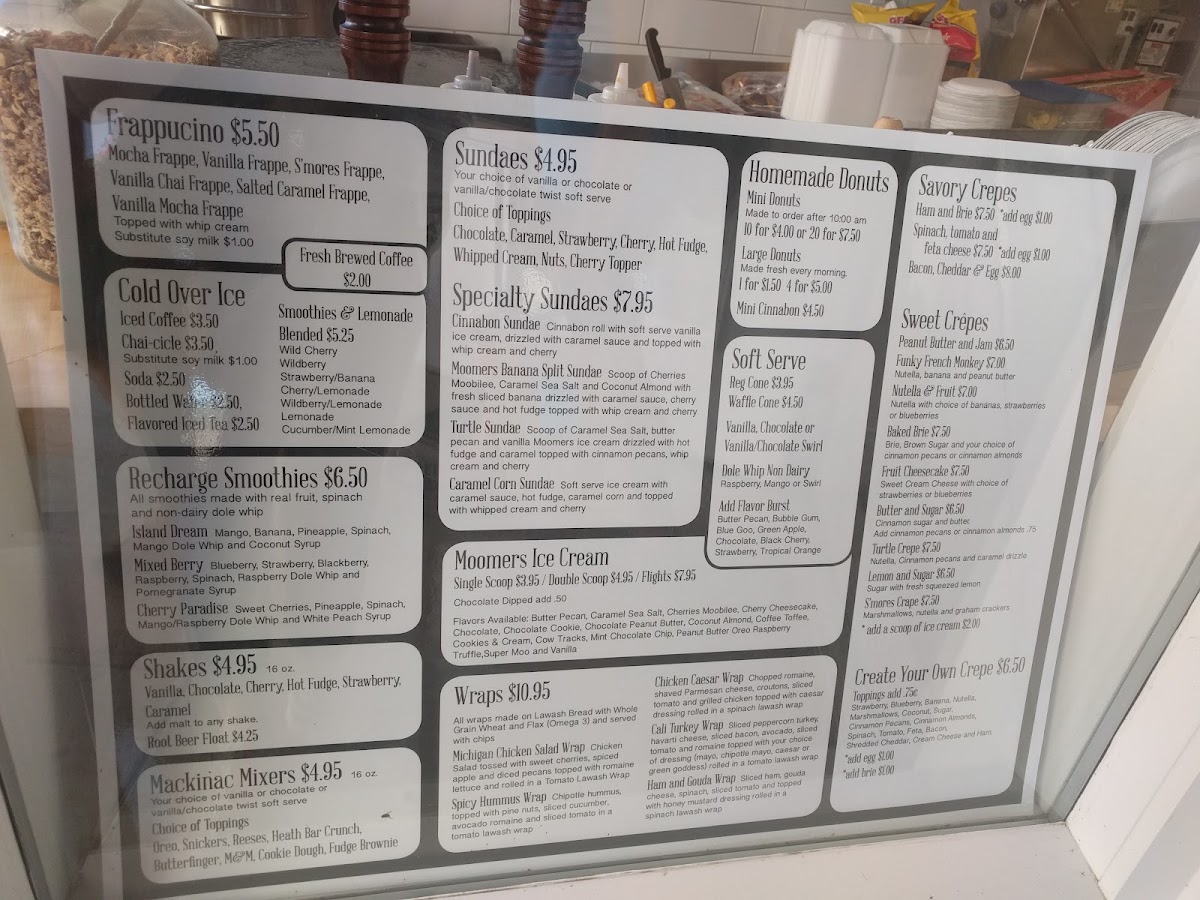 Frappucino $5.50
Mocha Frappe, Vanilla Frappe, S'mores Frappe,
Vanilla Chai Frappe, Salted Caramel Frappe,
Vanilla Mocha Frappe
Topped with whip cream
Substitute soy milk $1.00
Fresh Brewed Coffee
$2.00
Cold Over Ice
Iced Coffee $3.50
Chai-cicle $3.50,
Substitute soy milk $1.00
Soda $2.50
Bottled Water $2.50,
Flavored Iced Tea $2.50
Smoothies & Lemonade
Blended $5.25
Wild Cherry
Wildberry
Strawberry/Banana
Cherry/Lemonade
Wildberry/Lemonade
Lemonade
Cucumber/Mint Lemonade
Recharge Smoothies $6.50
All smoothies made with real fruit, spinach
and non-dairy dole whip
Island Dream Mango, Banana, Pineapple, Spinach,
Mango Dole Whip and Coconut Syrup
Mixed Berry Blueberry, Strawberry, Blackberry,
Raspberry, Spinach, Raspberry Dole Whip and
Pomegranate Syrup
Cherry Paradise Sweet Cherries, Pineapple, Spinach,
Mango/Raspberry Dole Whip and White Peach Syrup
Shakes $4.95 16 oz.
Vanilla, Chocolate, Cherry, Hot Fudge, Strawberry,
Caramel
Add malt to any shake.
Root Beer Float $4.25
Mackinac Mixers $4.95 16 oz.
Your choice of vanilla or chocolate or
vanilla/chocolate twist soft serve
Choice of Toppings
Oreo, Snickers, Reeses, Heath Bar Crunch,
Butterfinger, M&M, Cookie Dough, Fudge Brownie
Sundaes $4.95
Your choice of vanilla or chocolate or
vanilla/chocolate twist soft serve
Choice of Toppings
Chocolate, Caramel, Strawberry, Cherry, Hot Fudge,
Whipped Cream, Nuts, Cherry Topper
Specialty Sundaes $7.95
Cinnabon Sundae Cinnabon roll with soft serve vanilla
ice cream, drizzled with caramel sauce and topped with
whip cream and cherry
Moomers Banana Split Sundae Scoop of Cherries
Moobilee, Caramel Sea Salt and Coconut Almond with
fresh sliced banana drizzled with caramel sauce, cherry
sauce and hot fudge topped with whip cream and cherry
Turtle Sundae Scoop of Caramel Sea Salt, butter
pecan and vanilla Moomers ice cream drizzled with hot
fudge and caramel topped with cinnamon pecans, whip
cream and cherry
Caramel Corn Sundae Soft serve ice cream with
caramel sauce, hot fudge, caramel corn and topped
with whipped cream and cherry
Moomers Ice Cream
Single Scoop $3.95 / Double Scoop $4.95 / Flights $7.95
Chocolate Dipped add .50
Flavors Available: Butter Pecan, Caramel Sea Salt, Cherries Moobilee, Cherry Cheesecake,
Chocolate, Chocolate Cookie, Chocolate Peanut Butter, Coconut Almond, Coffee Toffee,
Cookies & Cream, Cow Tracks, Mint Chocolate Chip, Peanut Butter Oreo Raspberry
Truffle,Super Moo and Vanilla
Wraps $10.95
All wraps made on Lawash Bread with Whole
Grain Wheat and Flax (Omega 3) and served
with chips
Michigan Chicken Salad Wrap Chicken
Salad tossed with sweet cherries, spiced
apple and diced pecans topped with romaine
lettuce and rolled in a Tomato Lawash Wrap
Spicy Hummus Wrap Chipotle hummus,
topped with pine nuts, sliced cucumber,
avocado romaine and sliced tomato in a
tomato lawash wrap
Chicken Caesar Wrap Chopped romaine,
shaved Parmesan cheese, croutons, sliced
tomato and grilled chicken topped with caesar
dressing rolled in a spinach lawash wrap
Cali Turkey Wrap Sliced peppercorn turkey,
havarti cheese, sliced bacon, avocado, sliced
tomato and romaine topped with your choice
of dressing (mayo, chipotle mayo, caesar or
green goddess) rolled in a tomato lawash wrap
Ham and Gouda Wrap Sliced ham, gouda
cheese, spinach, sliced tomato and topped
with honey mustard dressing rolled in a
spinach lawash wrap
Homemade Donuts
Mini Donuts
Made to order after 10:00 am
10 for $4.00 or 20 for $7.50
Large Donuts
Made fresh every morning.
1 for $1.50 4 for $5.00
Mini Cinnabon $4.50
Soft Serve
Reg Cone $3.95
Waffle Cone $4.50
Vanilla, Chocolate or
Vanilla/Chocolate Swirl
Dole Whip Non Dairy
Raspberry, Mango or Swirl
Add Flavor Burst
Butter Pecan, Bubble Gum,
Blue Goo, Green Apple,
Chocolate, Black Cherry,
Strawberry, Tropical Orange
Savory Crepes
Ham and Brie $7.50 *add egg $1.00
Spinach, tomato and
feta cheese $7.50 *add egg $1.00
Bacon, Cheddar & Egg $8.00
Sweet Crêpes
Peanut Butter and Jam $6.50
Funky French Monkey $7.00
Nutella, banana and peanut butter
Nutella & Fruit $7.00
Nutella with choice of bananas, strawberries
or blueberries
Baked Brie $7.50
Brie, Brown Sugar and your choice of
cinnamon pecans or cinnamon almonds
Fruit Cheesecake $7.50
Sweet Cream Cheese with choice of
strawberries or blueberries
Butter and Sugar $6.50
Cinnamon sugar and butter.
Add cinnamon pecans or cinnamon almonds .75
Turtle Crepe $7.50
Nutella, Cinnamon pecans and caramel drizzle
Lemon and Sugar $6.50
Sugar with fresh squeezed lemon
S'mores Crape $7.50
Marshmallows, nutella and graham crackers
* add a scoop of ice cream $2.00
Create Your Own Crepe $6.50
Toppings add .75¢
Strawberry, Blueberry, Banana, Nutella,
Marshmallows, Coconut, Sugar,
Cinnamon Pecans, Cinnamon Almonds,
Spinach, Tomato, Feta, Bacon,
Shredded Cheddar, Cream Cheese and Ham.
*add egg $1.00
*add brie $1.00